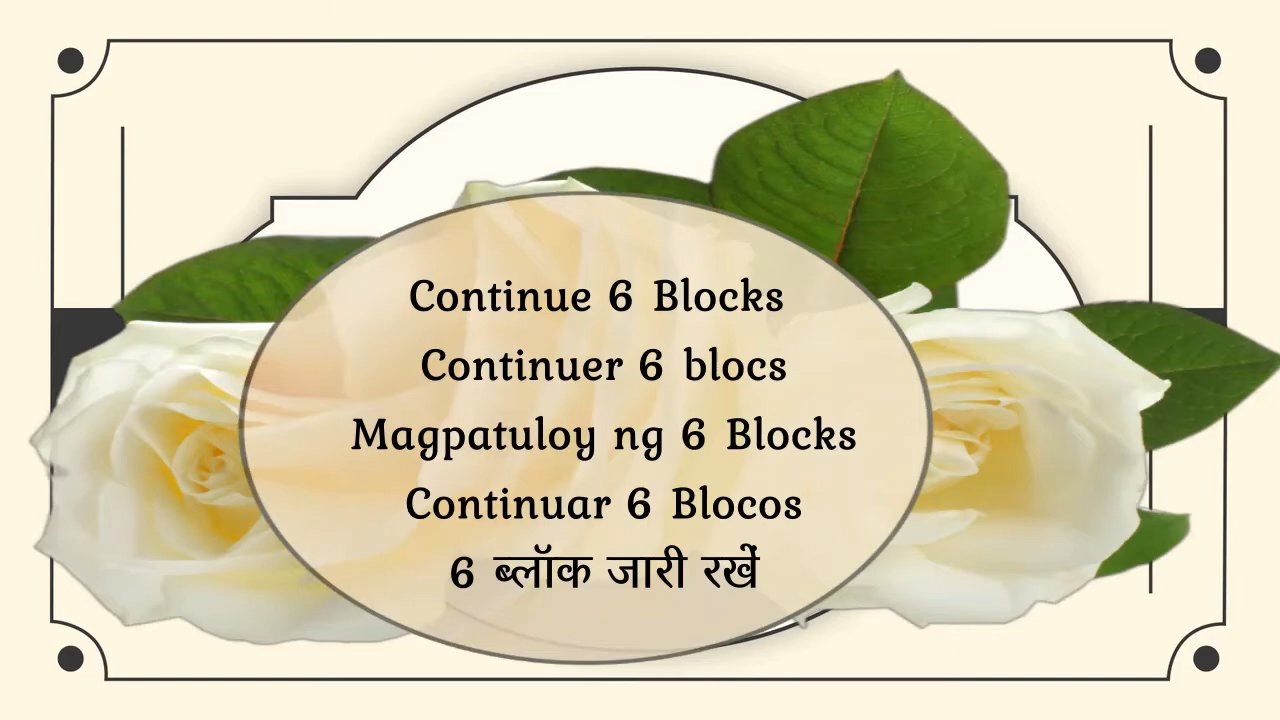 Continue 6 Blocks
Continuer 6 blocs
Magpatuloy ng 6 Blocks
Continuar 6 Blocos
6 ब्लॉक जारी रखें